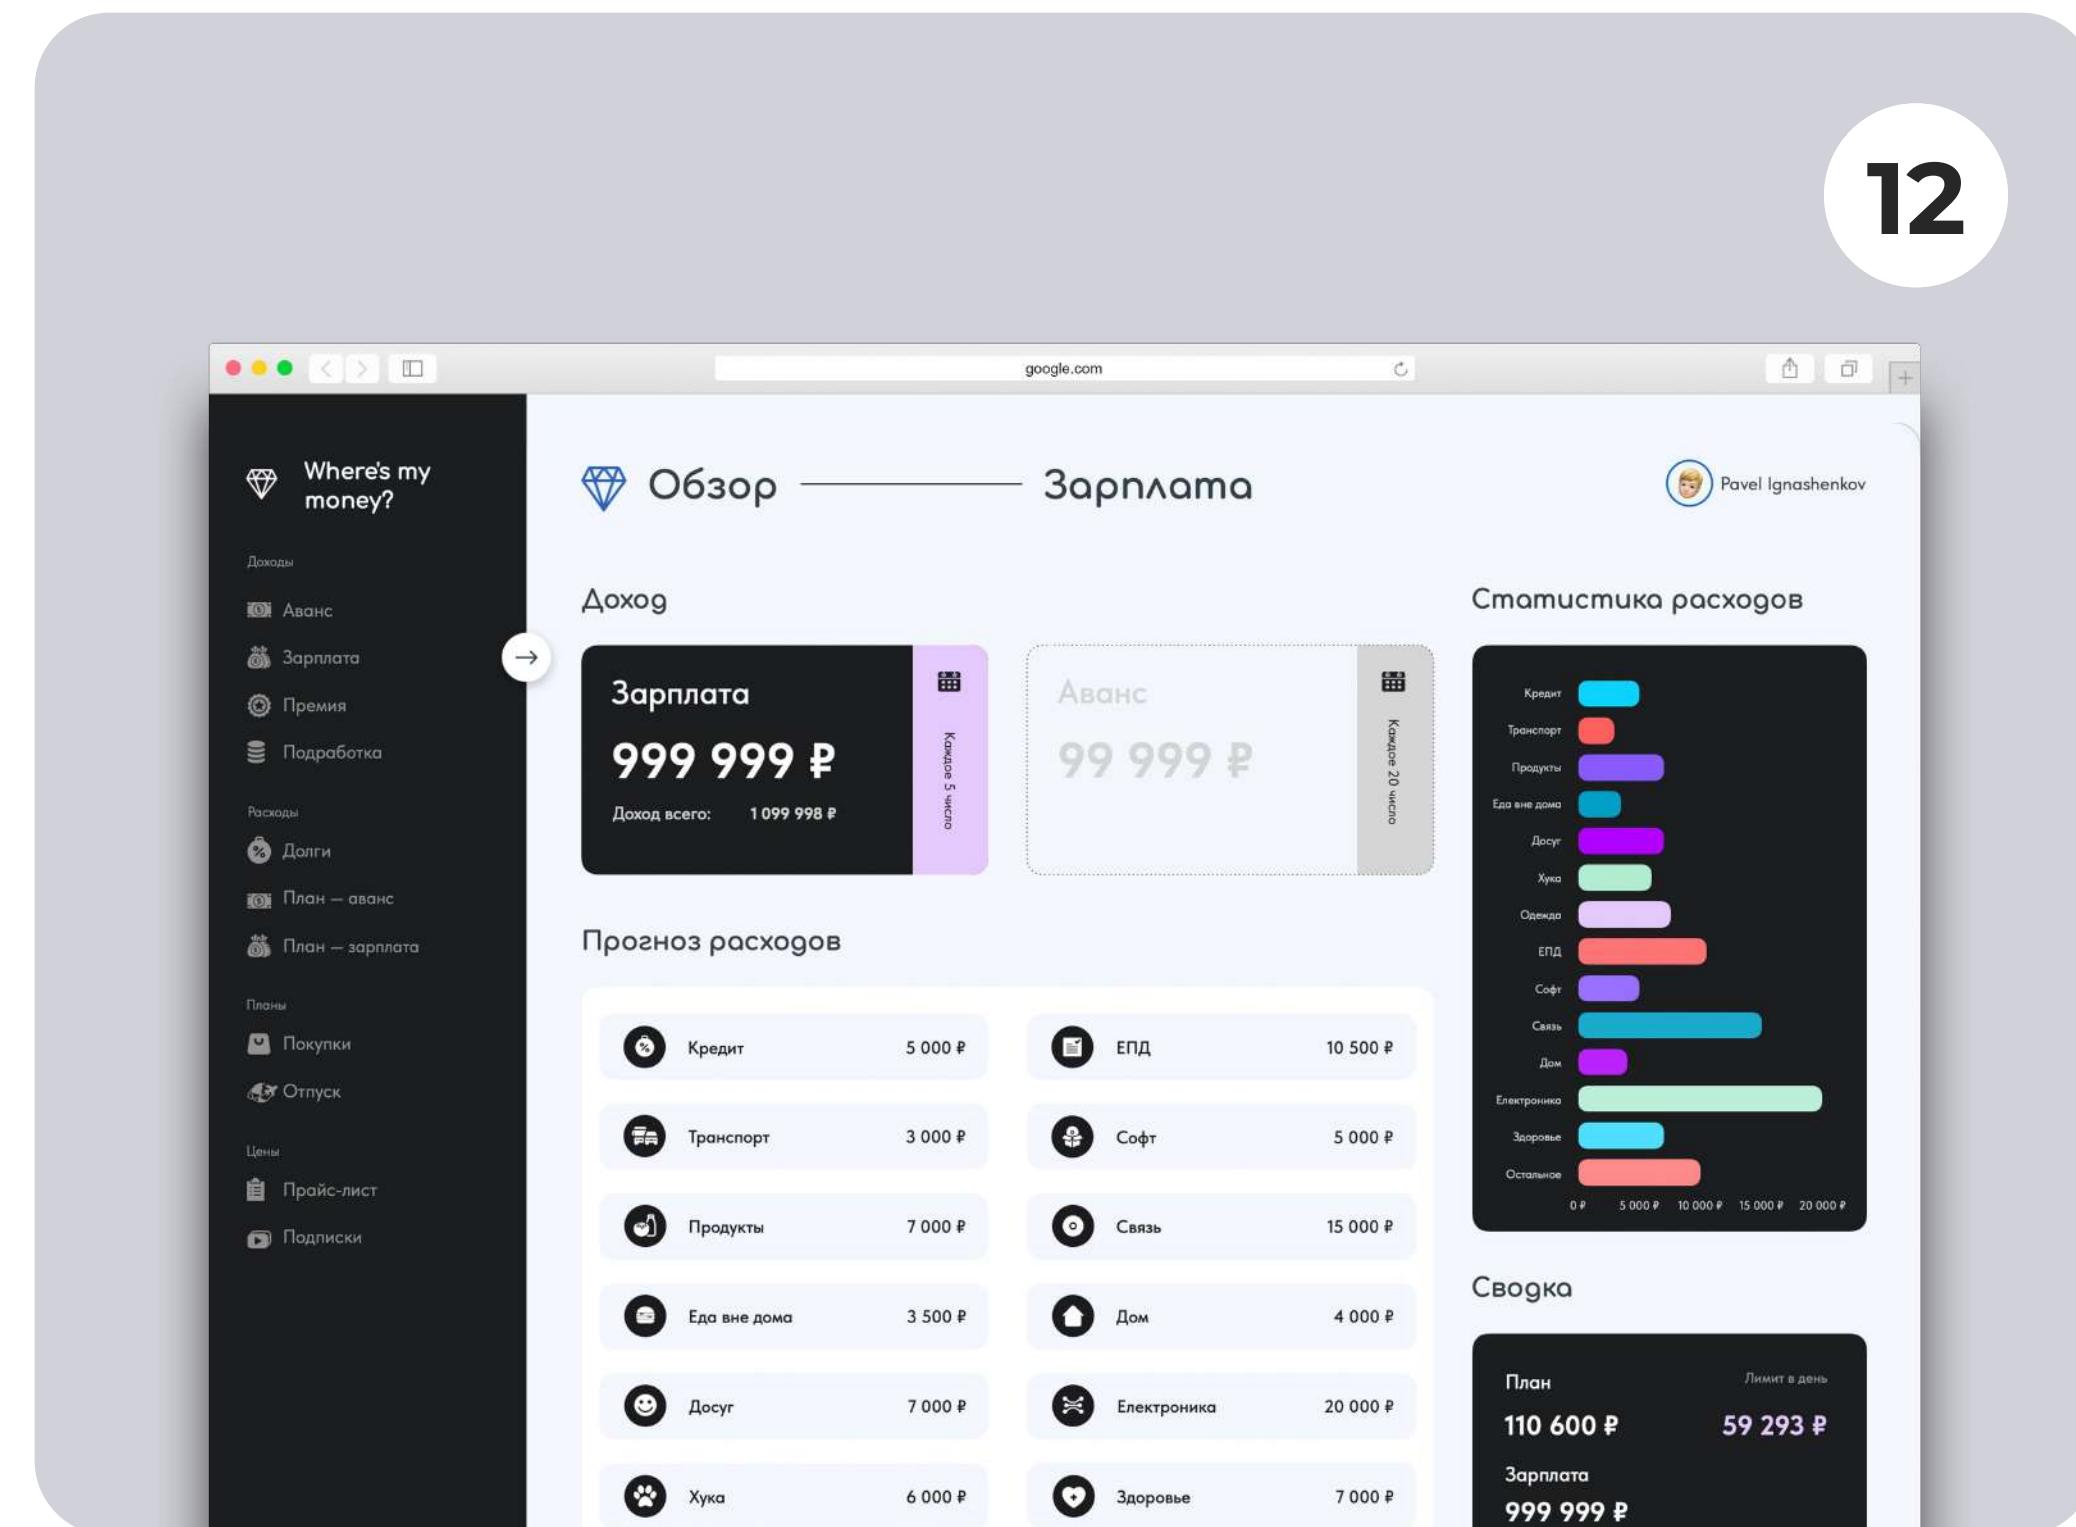 12
google.com
Where's my
money?
Доходы
Аванс
Зарплата
Премия
Подработка
Расходы
Долги
План — аванс
План — зарплата
Планы
Покупки
Отпуск
Цены
Прайс-лист
Подписки
Обзор
Зарплата
Pavel Ignashenkov
Доход
Зарплата
999 999 ₽
Доход всего: 1 099 998 ₽
Каждое 5 число
Аванс
99 999 ₽
Каждое 20 число
Прогноз расходов
Кредит 5 000 ₽
ЕПД 10 500 ₽
Транспорт 3 000 ₽
Софт 5 000 ₽
Продукты 7 000 ₽
Связь 15 000 ₽
Еда вне дома 3 500 ₽
Дом 4 000 ₽
Досуг 7 000 ₽
Електроника 20 000 ₽
Хука 6 000 ₽
Здоровье 7 000 ₽
Статистика расходов
Кредит
Транспорт
Продукты
Еда вне дома
Досуг
Хука
Одежда
ЕПД
Софт
Связь
Дом
Електроника
Здоровье
Остальное
0 ₽ 5 000 ₽ 10 000 ₽ 15 000 ₽ 20 000 ₽
Сводка
План
Лимит в день
110 600 ₽
59 293 ₽
Зарплата
999 999 ₽